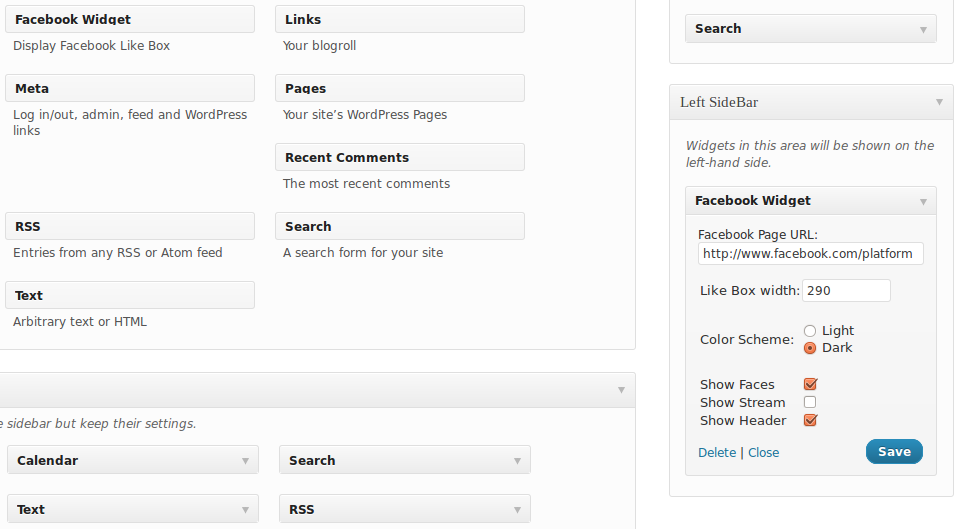 Facebook Widget
Display Facebook Like Box
Links
Your blogroll
Meta
Log in/out, admin, feed and WordPress
links
Pages
Your site’s WordPress Pages
Recent Comments
The most recent comments
RSS
Entries from any RSS or Atom feed
Search
A search form for your site
Text
Arbitrary text or HTML
sidebar but keep their settings.
Calendar
Search
Text
RSS
Search
Left SideBar
Widgets in this area will be shown on the
left-hand side.
Facebook Widget
Facebook Page URL:
http://www.facebook.com/platform
Like Box width: 290
Color Scheme:
Light
Dark
Show Faces
Show Stream
Show Header
Delete | Close
Save